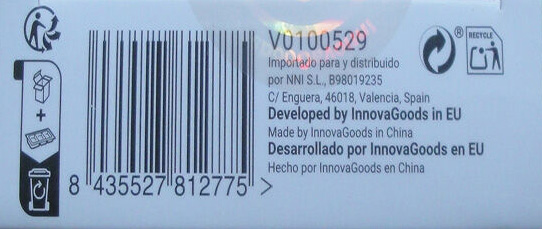 V0100529
Importado para y distribuido
por NNI S.L., B98019235
C/ Enguera, 46018, Valencia, Spain
Developed by InnovaGoods in EU
Made by InnovaGoods in China
Desarrollado por InnovaGoods en EU
Hecho por InnovaGoods en China
8 435527 812775 >
®
RECYCLE
+